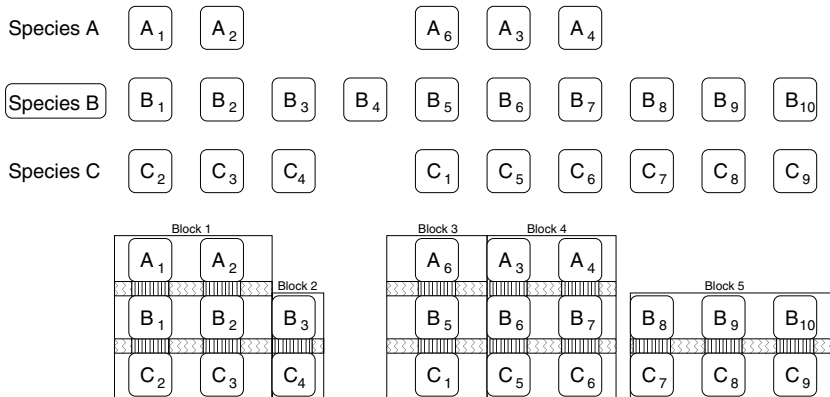 Species A A1 A2 A6 A3 A4
Species B B1 B2 B3 B4 B5 B6 B7 B8 B9 B10
Species C C2 C3 C4 C1 C5 C6 C7 C8 C9
Block 1 Block 3 Block 4
A1 A2 A6 A3 A4
Block 2 Block 5
B1 B2 B3 B5 B6 B7 B8 B9 B10
C2 C3 C4 C1 C5 C6 C7 C8 C9